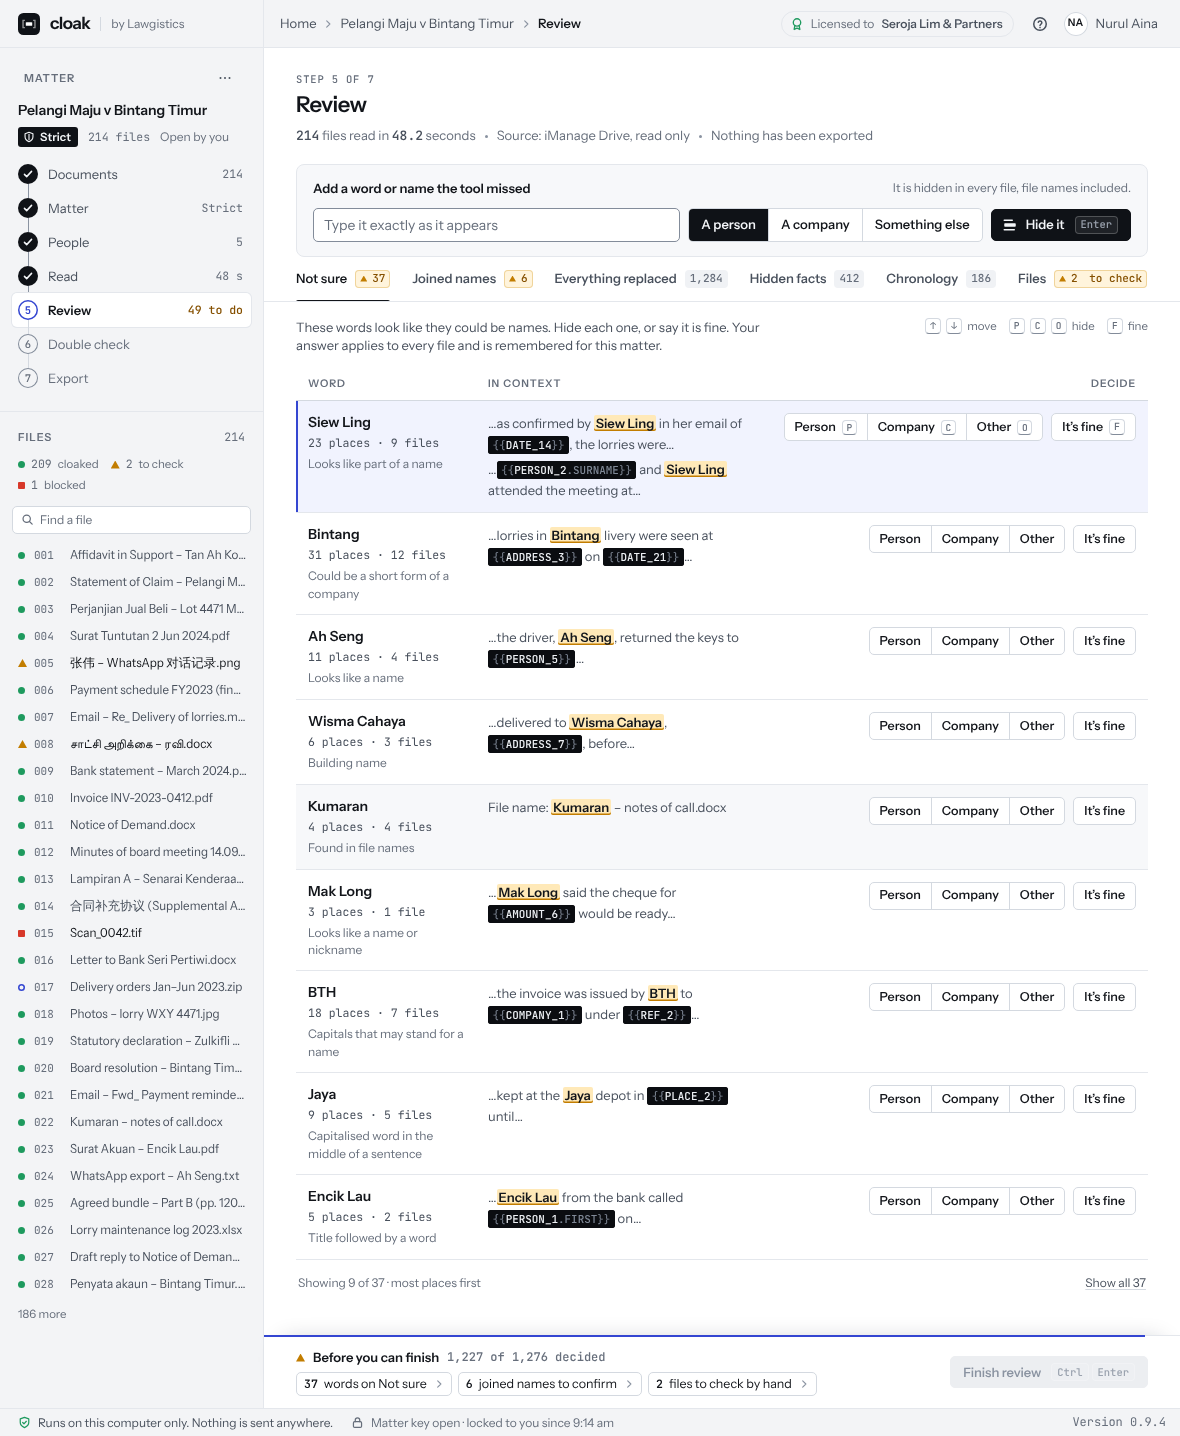 cloak by Lawgistics
Home > Pelangi Maju v Bintang Timur > Review
Licensed to Seroja Lim & Partners
NA Nurul Aina
MATTER
Pelangi Maju v Bintang Timur
Strict 214 files Open by you
Documents 214
Matter Strict
People 5
Read 48 s
5 Review 49 to do
6 Double check
7 Export
FILES 214
209 cloaked 2 to check
1 blocked
Find a file
001 Affidavit in Support – Tan Ah Ko...
002 Statement of Claim – Pelangi M...
003 Perjanjian Jual Beli – Lot 4471 M...
004 Surat Tuntutan 2 Jun 2024.pdf
005 张伟 – WhatsApp 对话记录.png
006 Payment schedule FY2023 (fin...
007 Email – Re_ Delivery of lorries.m...
008 சாட்சி அறிக்கை – ரவி.docx
009 Bank statement – March 2024.p...
010 Invoice INV-2023-0412.pdf
011 Notice of Demand.docx
012 Minutes of board meeting 14.09...
013 Lampiran A – Senarai Kenderaa...
014 合同补充协议 (Supplemental A...
015 Scan_0042.tif
016 Letter to Bank Seri Pertiwi.docx
017 Delivery orders Jan–Jun 2023.zip
018 Photos – lorry WXY 4471.jpg
019 Statutory declaration – Zulkifli ...
020 Board resolution – Bintang Tim...
021 Email – Fwd_ Payment reminde...
022 Kumaran – notes of call.docx
023 Surat Akuan – Encik Lau.pdf
024 WhatsApp export – Ah Seng.txt
025 Agreed bundle – Part B (pp. 120...
026 Lorry maintenance log 2023.xlsx
027 Draft reply to Notice of Deman...
028 Penyata akaun – Bintang Timur....
186 more
STEP 5 OF 7
Review
214 files read in 48.2 seconds • Source: iManage Drive, read only • Nothing has been exported
Add a word or name the tool missed
It is hidden in every file, file names included.
Type it exactly as it appears
A person A company Something else
Hide it Enter
Not sure 37 Joined names 6 Everything replaced 1,284 Hidden facts 412 Chronology 186 Files 2 to check
These words look like they could be names. Hide each one, or say it is fine. Your
answer applies to every file and is remembered for this matter.
↑ ↓ move P C O hide F fine
WORD IN CONTEXT DECIDE
Siew Ling
23 places · 9 files
Looks like part of a name
...as confirmed by Siew Ling in her email of
{{DATE_14}}, the lorries were...
...{{PERSON_2.SURNAME}} and Siew Ling
attended the meeting at...
Person P Company C Other O It's fine F
Bintang
31 places · 12 files
Could be a short form of a
company
...lorries in Bintang livery were seen at
{{ADDRESS_3}} on {{DATE_21}}...
Person Company Other It's fine
Ah Seng
11 places · 4 files
Looks like a name
...the driver, Ah Seng, returned the keys to
{{PERSON_5}}...
Person Company Other It's fine
Wisma Cahaya
6 places · 3 files
Building name
...delivered to Wisma Cahaya,
{{ADDRESS_7}}, before...
Person Company Other It's fine
Kumaran
4 places · 4 files
Found in file names
File name: Kumaran – notes of call.docx
Person Company Other It's fine
Mak Long
3 places · 1 file
Looks like a name or
nickname
...Mak Long said the cheque for
{{AMOUNT_6}} would be ready...
Person Company Other It's fine
BTH
18 places · 7 files
Capitals that may stand for a
name
...the invoice was issued by BTH to
{{COMPANY_1}} under {{REF_2}}...
Person Company Other It's fine
Jaya
9 places · 5 files
Capitalised word in the
middle of a sentence
...kept at the Jaya depot in {{PLACE_2}}
until...
Person Company Other It's fine
Encik Lau
5 places · 2 files
Title followed by a word
...Encik Lau from the bank called
{{PERSON_1.FIRST}} on...
Person Company Other It's fine
Showing 9 of 37 · most places first
Show all 37
Before you can finish 1,227 of 1,276 decided
37 words on Not sure > 6 joined names to confirm > 2 files to check by hand >
Finish review Ctrl Enter
Runs on this computer only. Nothing is sent anywhere. Matter key open · locked to you since 9:14 am
Version 0.9.4